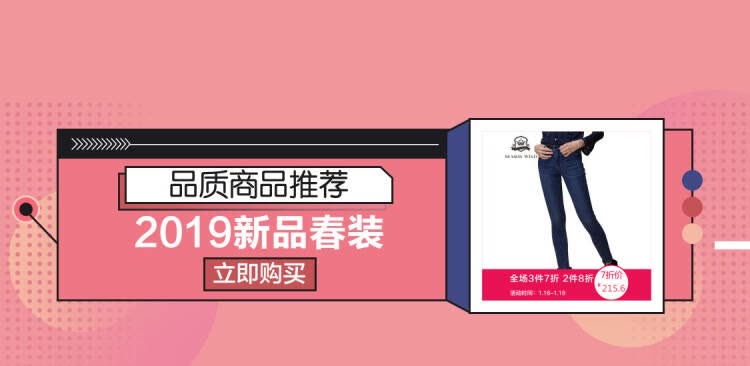 品质商品推荐
2019新品春装
立即购买
SEASON WIND
全场3件7折 2件8折
活动时间：1.16-1.18
7折价
¥215.6